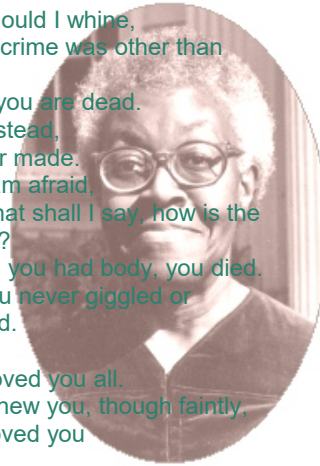 ould I whine,
crime was other than
you are dead.
stead,
r made.
m afraid,
hat shall I say, how is the
?
you had body, you died.
u never giggled or
d.
oved you all.
new you, though faintly,
oved you